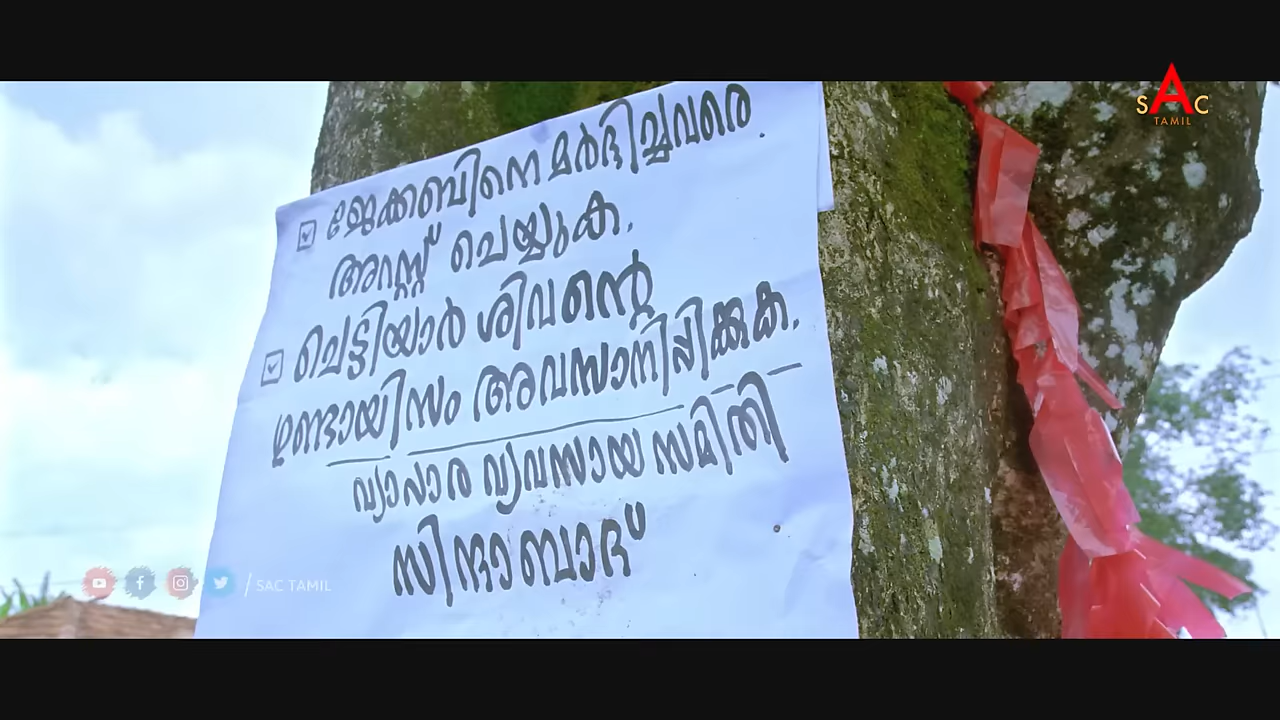 SAC
TAMIL
☑ ജേക്കബിനെ മർദ്ദിച്ചവരെ.
അറസ്റ്റ് ചെയ്യുക.
☑ ചെട്ടിയാർ ശിവന്റെ
ഗുണ്ടായിസം അവസാനിപ്പിക്കുക.
വ്യാപാര വ്യവസായ സമിതി
സിന്ദാബാദ്
/ SAC TAMIL